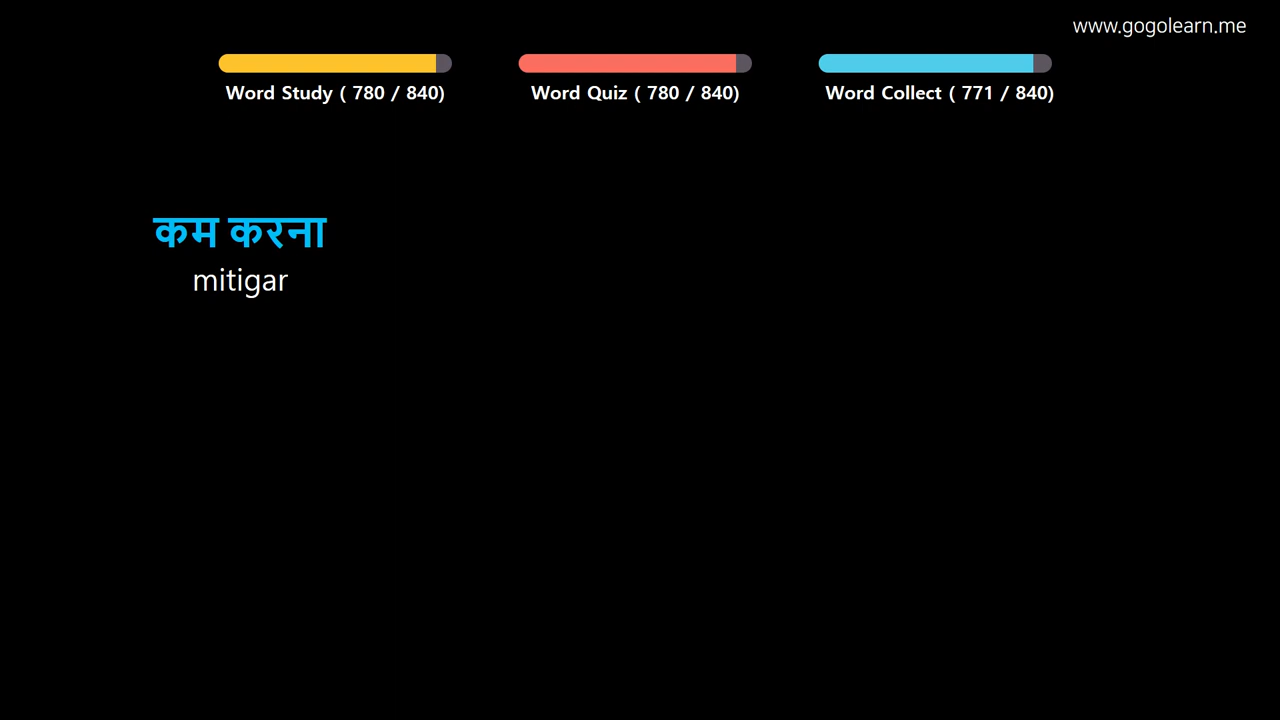 www.gogolearn.me
Word Study ( 780 / 840)
Word Quiz ( 780 / 840)
Word Collect ( 771 / 840)
कम करना
mitigar